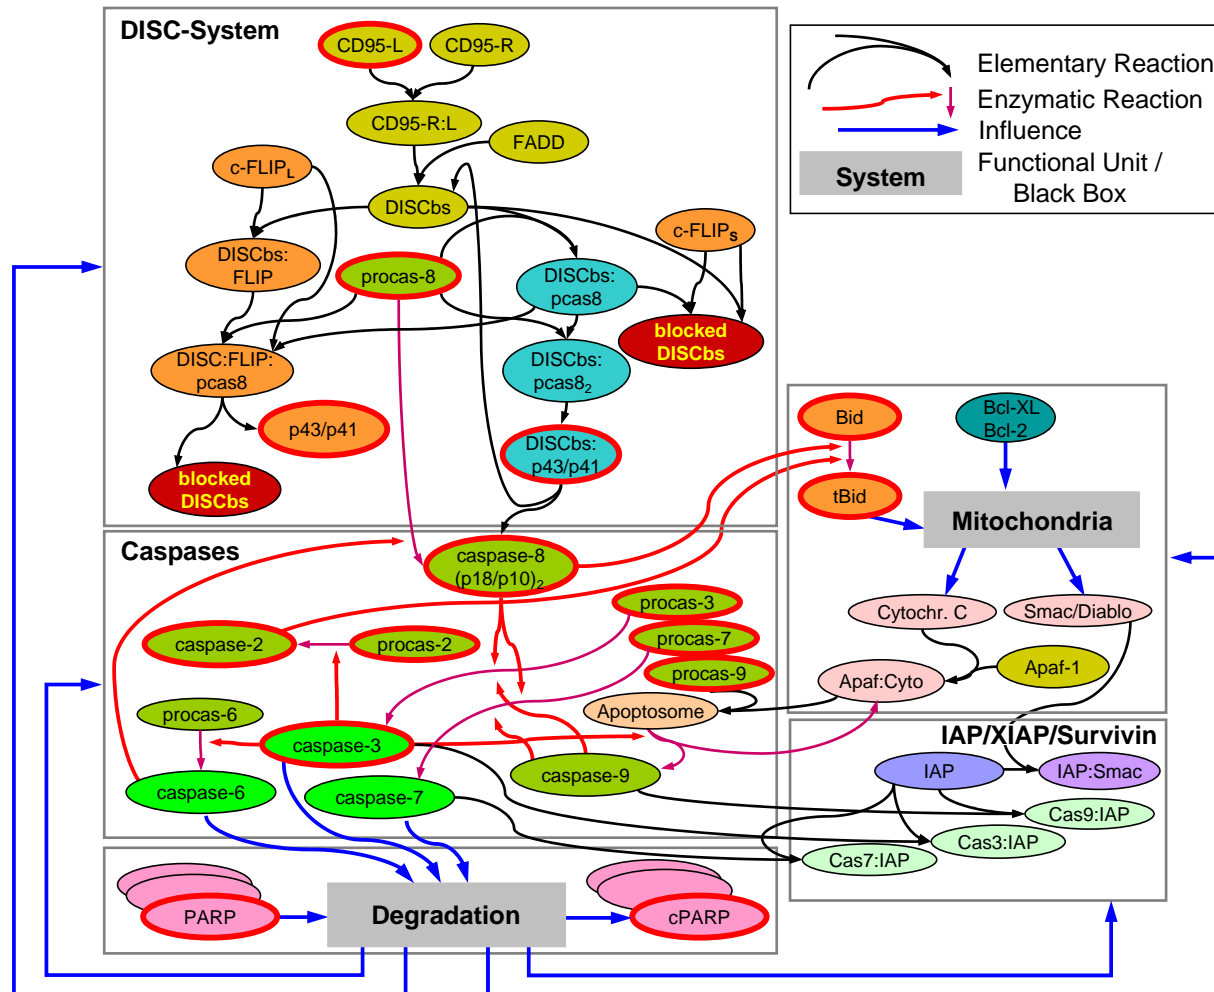 DISC-System
CD95-L
CD95-R
CD95-R:L
FADD
c-FLIPL
DISCbs
c-FLIPS
DISCbs:
FLIP
procas-8
DISCbs:
pcas8
blocked
DISCbs
DISC:FLIP:
pcas8
DISCbs:
pcas8₂
p43/p41
DISCbs:
p43/p41
blocked
DISCbs
Elementary Reaction
Enzymatic Reaction
Influence
System
Functional Unit /
Black Box
Bid
Bcl-XL
Bcl-2
tBid
Mitochondria
Cytochr. C
Smac/Diablo
Apaf:Cyto
Apaf-1
Caspases
caspase-8
(p18/p10)₂
procas-3
caspase-2
procas-2
procas-7
procas-9
procas-6
Apoptosome
caspase-3
caspase-9
caspase-6
caspase-7
IAP/XIAP/Survivin
IAP
IAP:Smac
Cas9:IAP
Cas3:IAP
Cas7:IAP
PARP
Degradation
cPARP